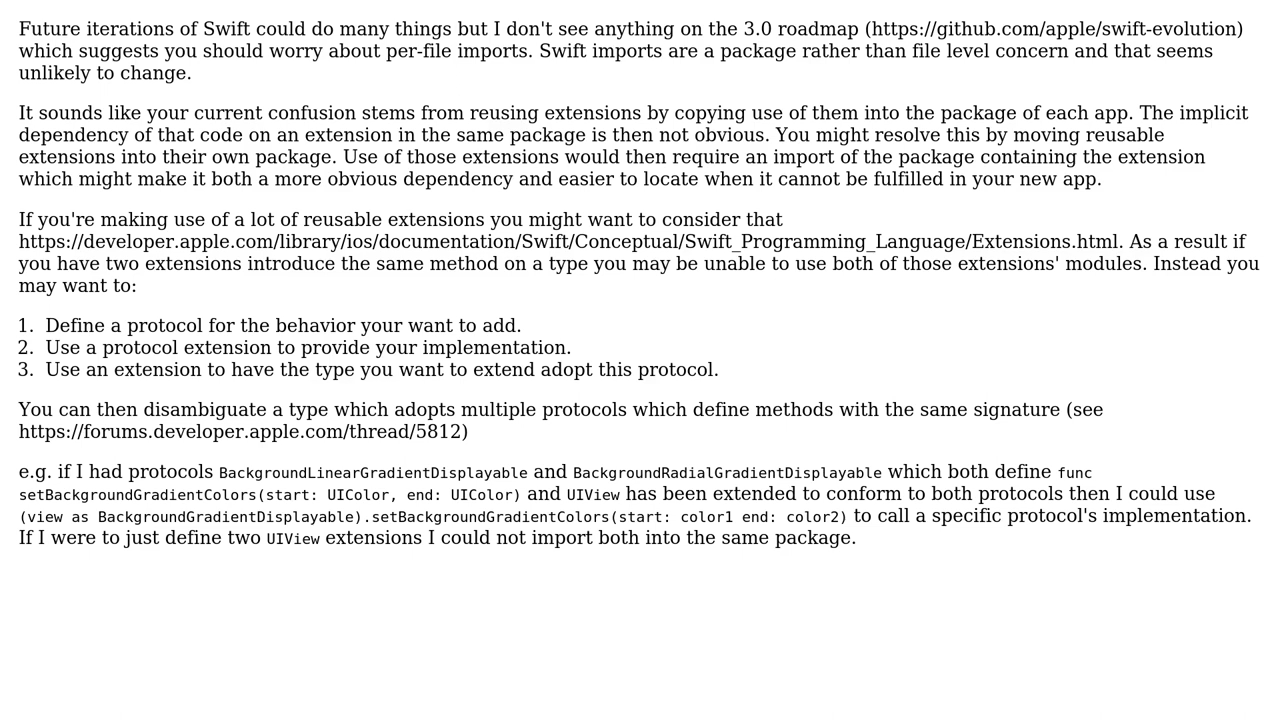 Future iterations of Swift could do many things but I don't see anything on the 3.0 roadmap (https://github.com/apple/swift-evolution)
which suggests you should worry about per-file imports. Swift imports are a package rather than file level concern and that seems
unlikely to change.
It sounds like your current confusion stems from reusing extensions by copying use of them into the package of each app. The implicit
dependency of that code on an extension in the same package is then not obvious. You might resolve this by moving reusable
extensions into their own package. Use of those extensions would then require an import of the package containing the extension
which might make it both a more obvious dependency and easier to locate when it cannot be fulfilled in your new app.
If you're making use of a lot of reusable extensions you might want to consider that
https://developer.apple.com/library/ios/documentation/Swift/Conceptual/Swift_Programming_Language/Extensions.html. As a result if
you have two extensions introduce the same method on a type you may be unable to use both of those extensions' modules. Instead you
may want to:
1. Define a protocol for the behavior your want to add.
2. Use a protocol extension to provide your implementation.
3. Use an extension to have the type you want to extend adopt this protocol.
You can then disambiguate a type which adopts multiple protocols which define methods with the same signature (see
https://forums.developer.apple.com/thread/5812)
e.g. if I had protocols BackgroundLinearGradientDisplayable and BackgroundRadialGradientDisplayable which both define func
setBackgroundGradientColors(start: UIColor, end: UIColor) and UIView has been extended to conform to both protocols then I could use
(view as BackgroundGradientDisplayable).setBackgroundGradientColors(start: color1 end: color2) to call a specific protocol's implementation.
If I were to just define two UIView extensions I could not import both into the same package.